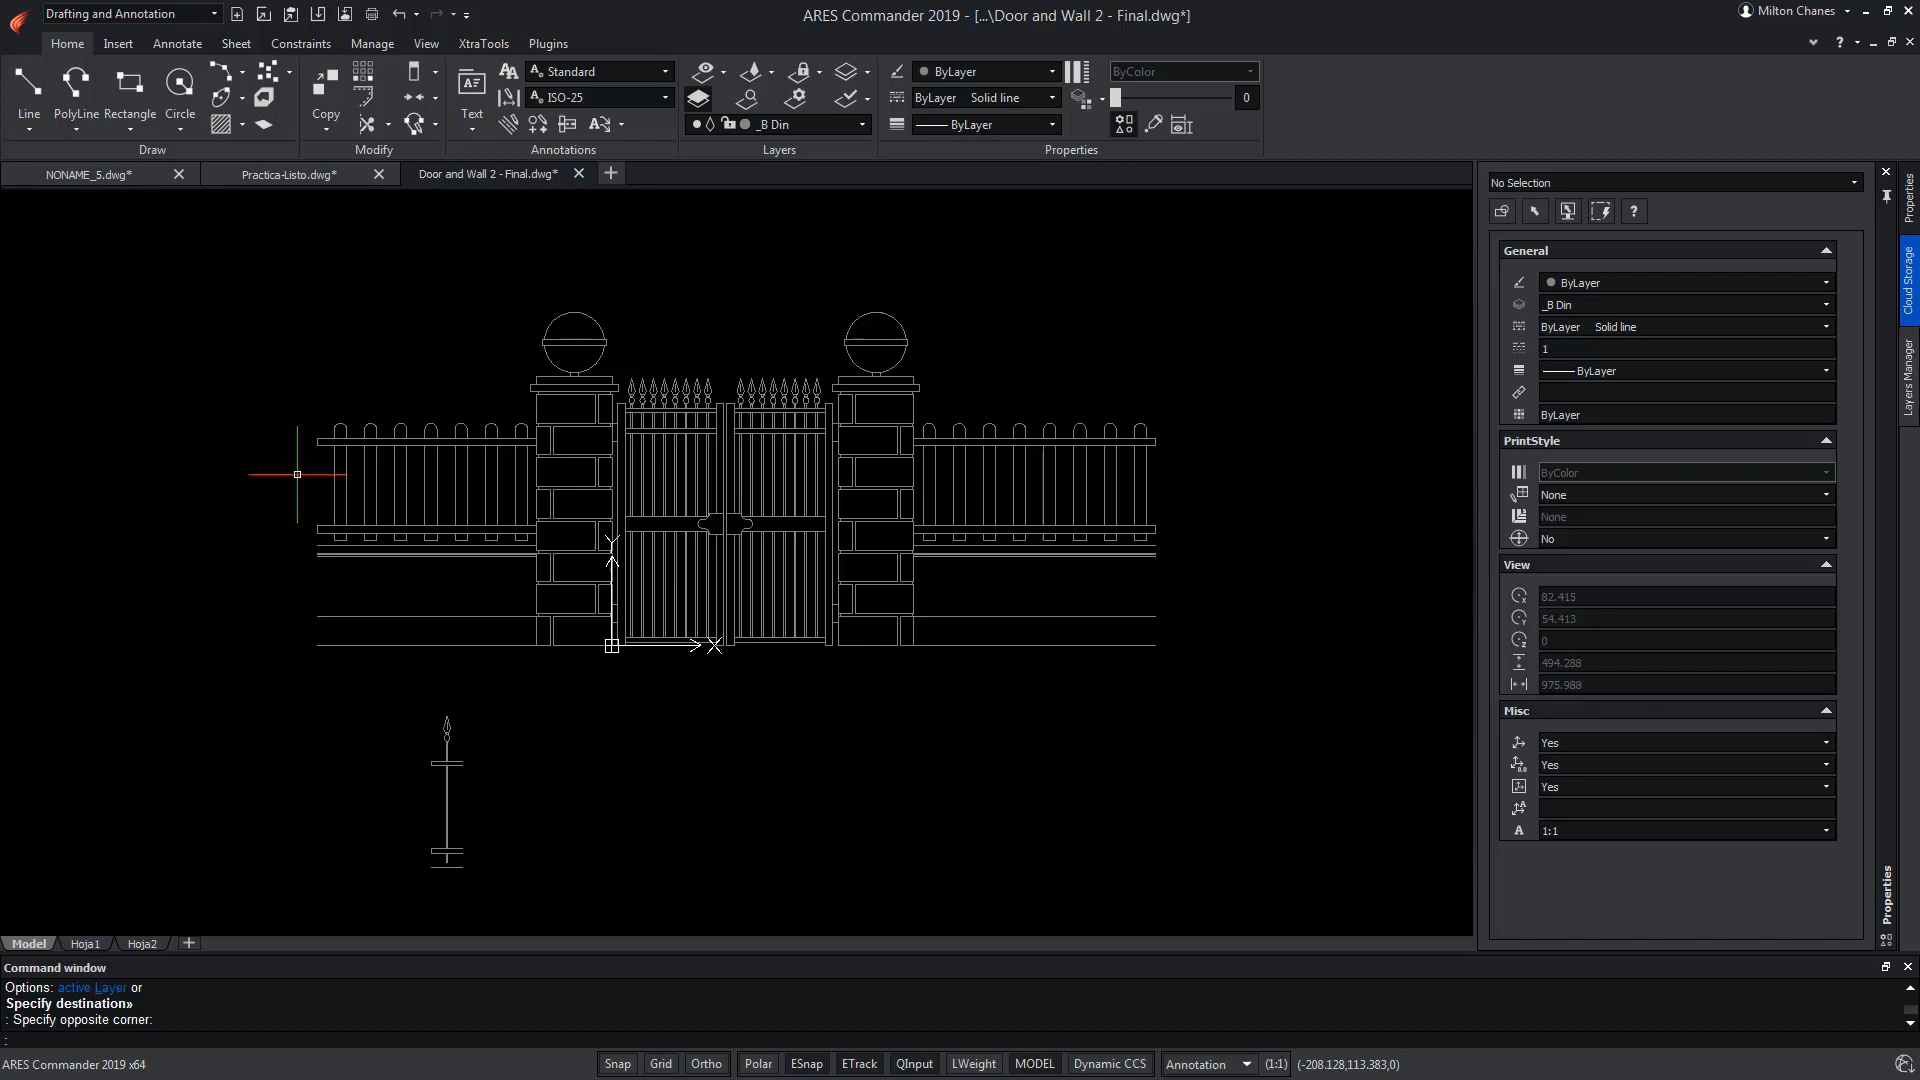 Drafting and Annotation
ARES Commander 2019 - [...\Door and Wall 2 - Final.dwg*]
Milton Chanes
Home Insert Annotate Sheet Constraints Manage View XtraTools Plugins
Line PolyLine Rectangle Circle Copy Text
Standard
ISO-25
_B Din
ByLayer
ByLayer Solid line
ByLayer
ByColor
0
Draw Modify Annotations Layers Properties
NONAME_5.dwg* Practica-Listo.dwg* Door and Wall 2 - Final.dwg*
No Selection
General
ByLayer
_B Din
ByLayer Solid line
1
ByLayer
ByLayer
PrintStyle
ByColor
None
None
No
View
82.415
54.413
0
494.288
975.988
Misc
Yes
Yes
Yes
A 1:1
Properties
Cloud Storage
Layers Manager
Properties
Y
X
Model Hoja1 Hoja2
Command window
Options: active Layer or
Specify destination»
: Specify opposite corner:
:
ARES Commander 2019 x64
Snap Grid Ortho Polar ESnap ETrack QInput LWeight MODEL Dynamic CCS Annotation (1:1) (-208.128,113.383,0)